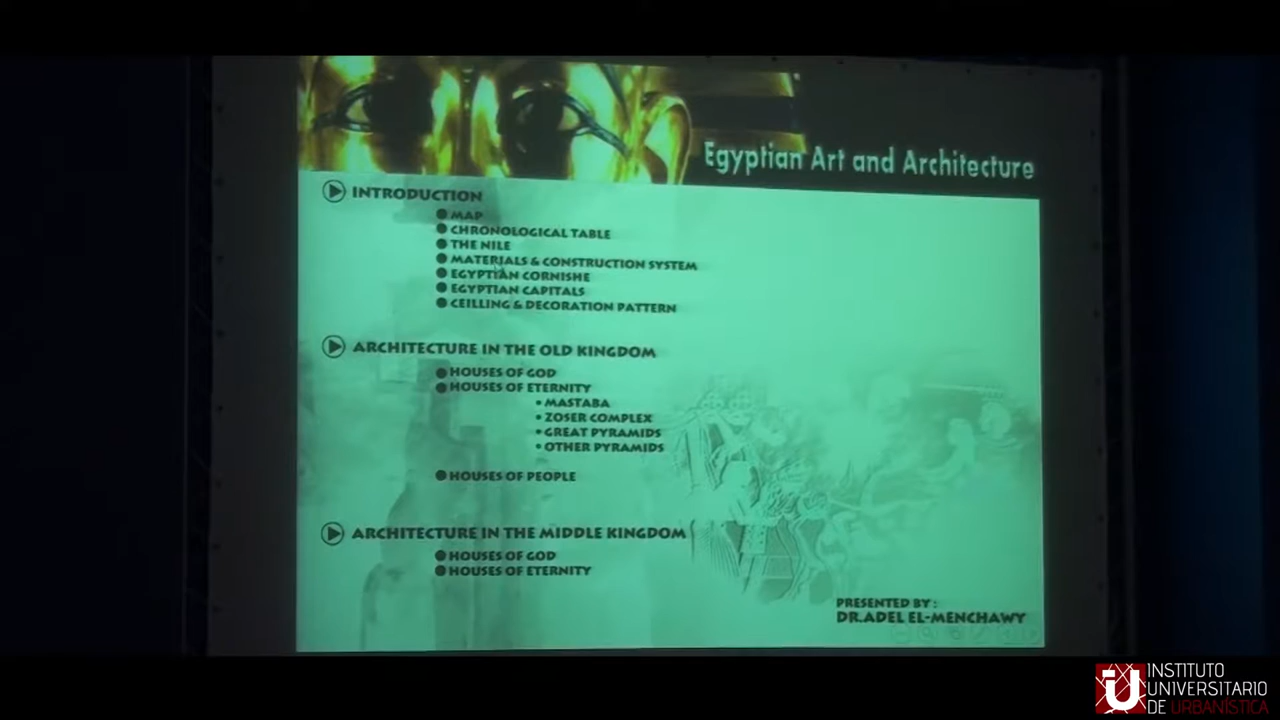 Egyptian Art and Architecture
INTRODUCTION
MAP
CHRONOLOGICAL TABLE
THE NILE
MATERIALS & CONSTRUCTION SYSTEM
EGYPTIAN CORNISHE
EGYPTIAN CAPITALS
CEILLING & DECORATION PATTERN
ARCHITECTURE IN THE OLD KINGDOM
HOUSES OF GOD
HOUSES OF ETERNITY
• MASTABA
• ZOSER COMPLEX
• GREAT PYRAMIDS
• OTHER PYRAMIDS
HOUSES OF PEOPLE
ARCHITECTURE IN THE MIDDLE KINGDOM
HOUSES OF GOD
HOUSES OF ETERNITY
PRESENTED BY :
DR.ADEL EL-MENCHAWY
iU INSTITUTO
UNIVERSITARIO
DE URBANÍSTICA